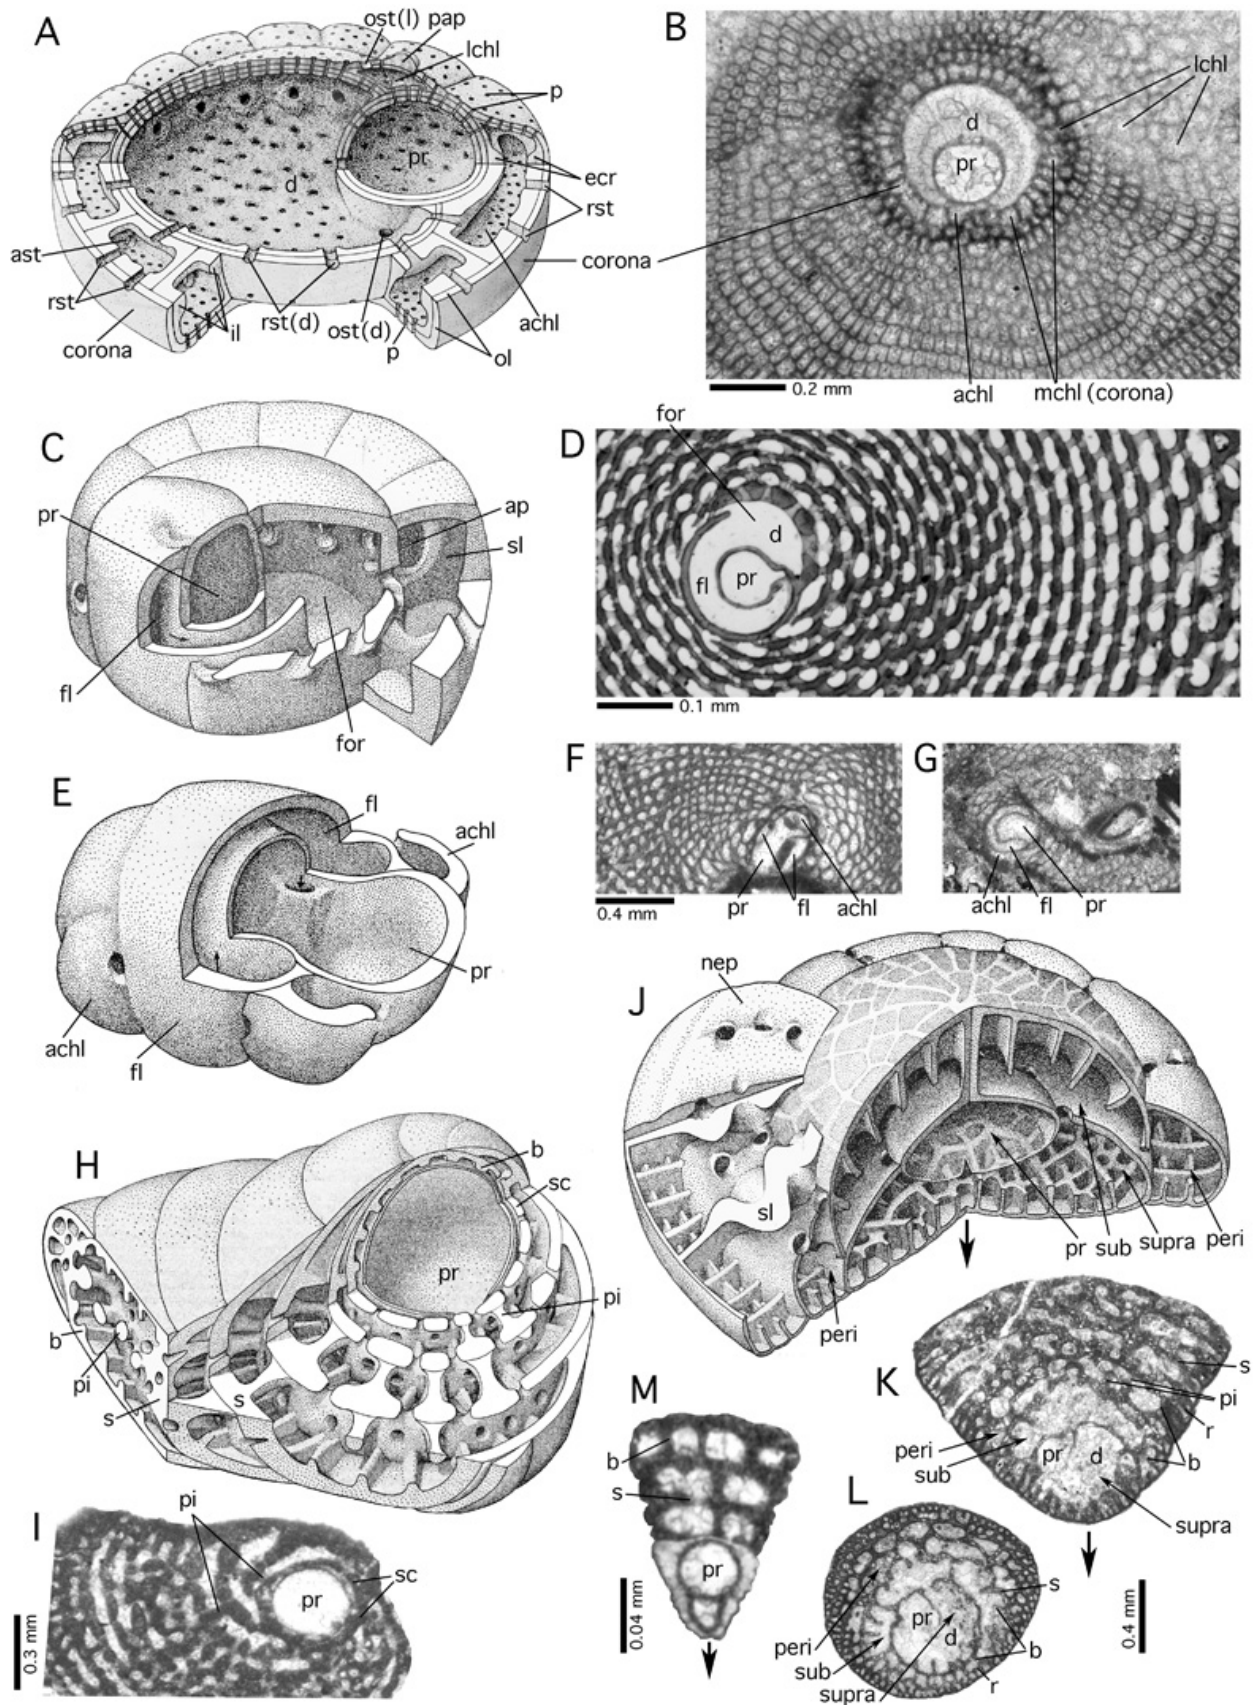 A
ost(l) pap
lchl
p
pr
d
ecr
rst
ast
corona
rst
rst(d)
ost(d)
achl
il
p
ol
corona
B
lchl
d
pr
0.2 mm
achl
mchl (corona)
C
pr
ap
sl
fl
for
for
D
d
fl
pr
0.1 mm
E
fl
achl
pr
achl
fl
F
0.4 mm
pr
fl
achl
G
achl
fl
pr
H
b
sc
pr
pi
b
pi
s
s
I
pi
pr
sc
0.3 mm
J
nep
sl
pr sub supra peri
peri
K
s
pi
r
peri
sub
pr
d
b
supra
L
pr
d
s
peri
b
sub
supra
r
0.4 mm
M
b
s
pr
0.04 mm